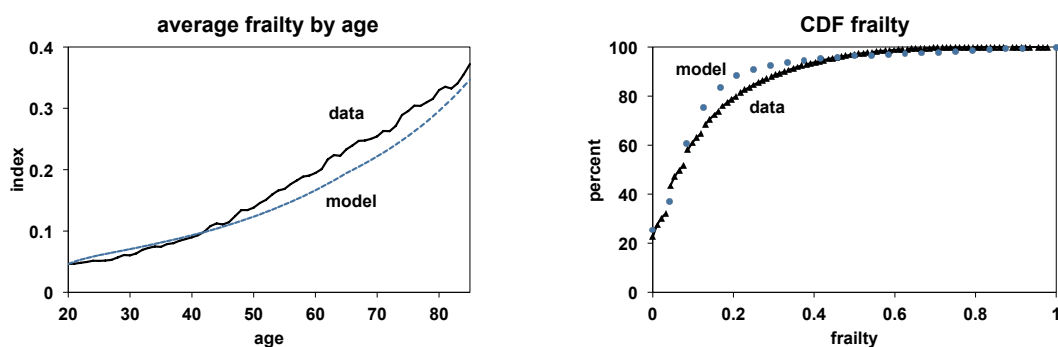 average frailty by age
0.4
0.3
0.2
0.1
0
index
data
model
20 30 40 50 60 70 80
age
CDF frailty
100
80
60
40
20
0
percent
model
data
0 0.2 0.4 0.6 0.8 1
frailty